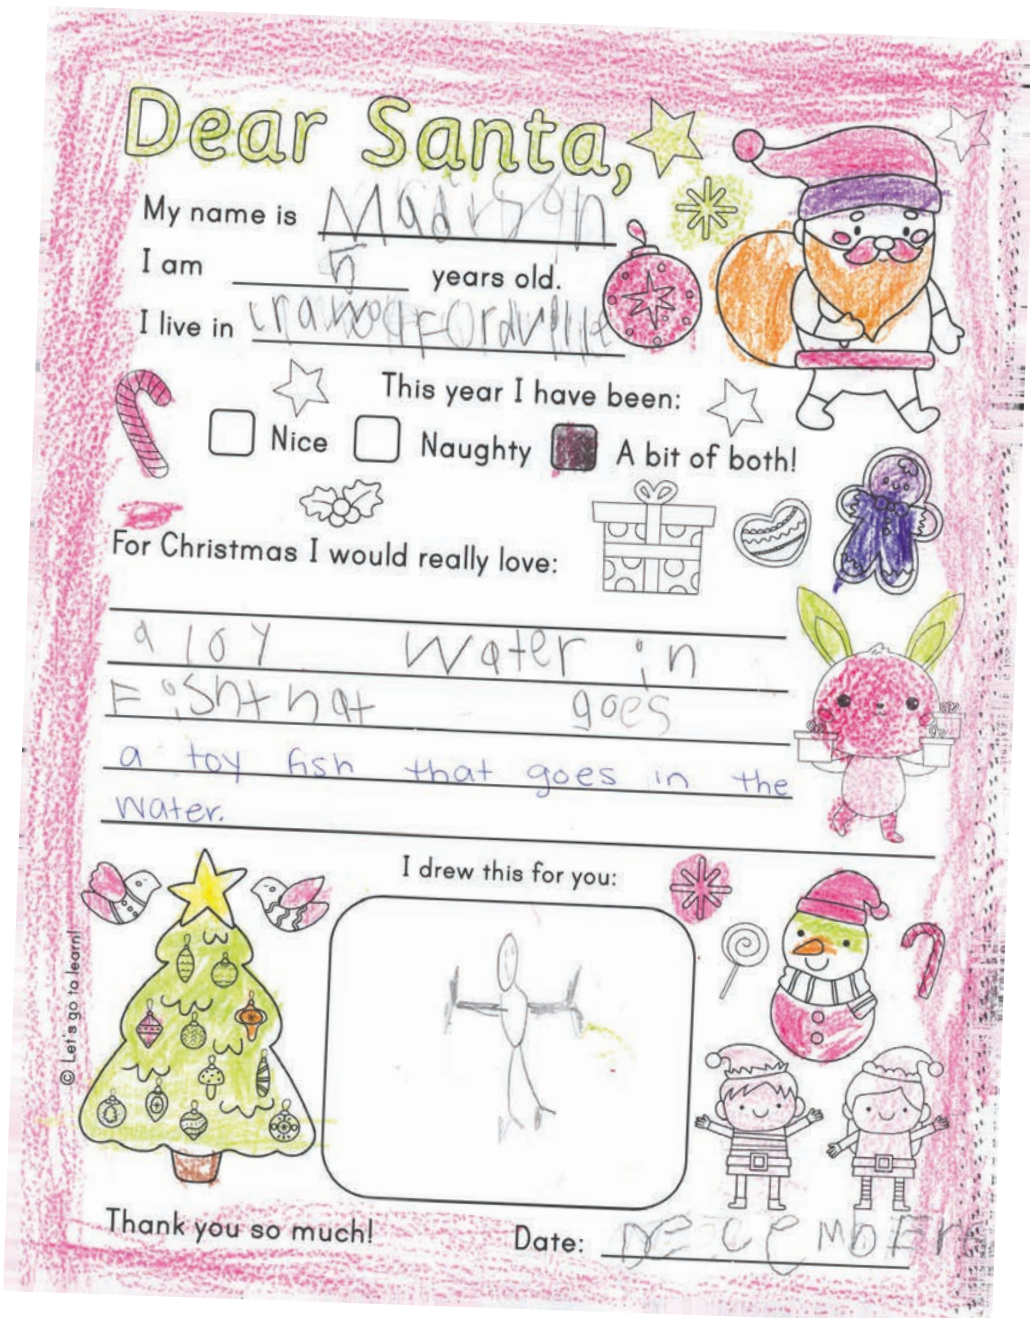 Dear Santa,
My name is Madison
I am 5 years old.
I live in Crawfordville
This year I have been:
Nice Naughty A bit of both!
For Christmas I would really love:
a toy water in
Fishthat goes
a toy fish that goes in the
water.
I drew this for you:
© Let's go to learn!
Thank you so much! Date: DECEMBER